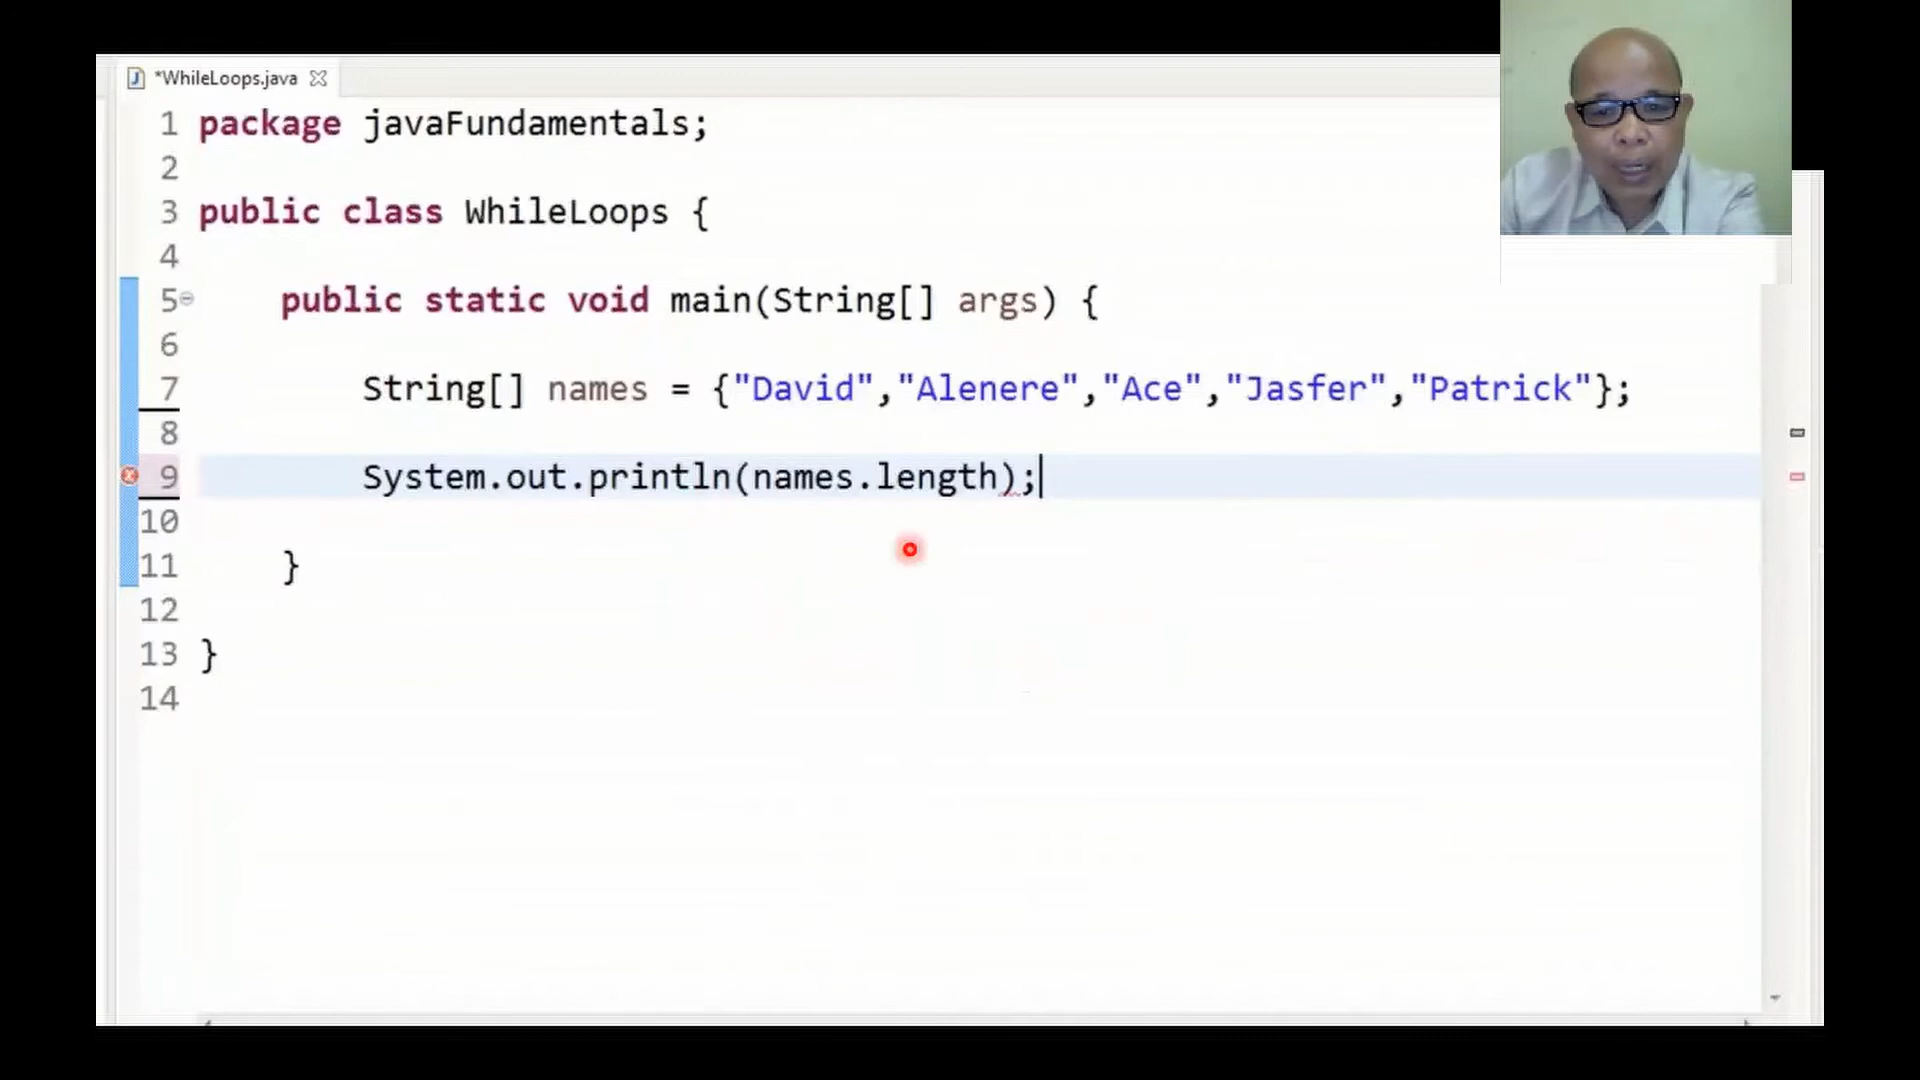 *WhileLoops.java
1 package javaFundamentals;
2
3 public class WhileLoops {
4
5 public static void main(String[] args) {
6
7 String[] names = {"David","Alenere","Ace","Jasfer","Patrick"};
8
9 System.out.println(names.length);
10
11 }
12
13 }
14